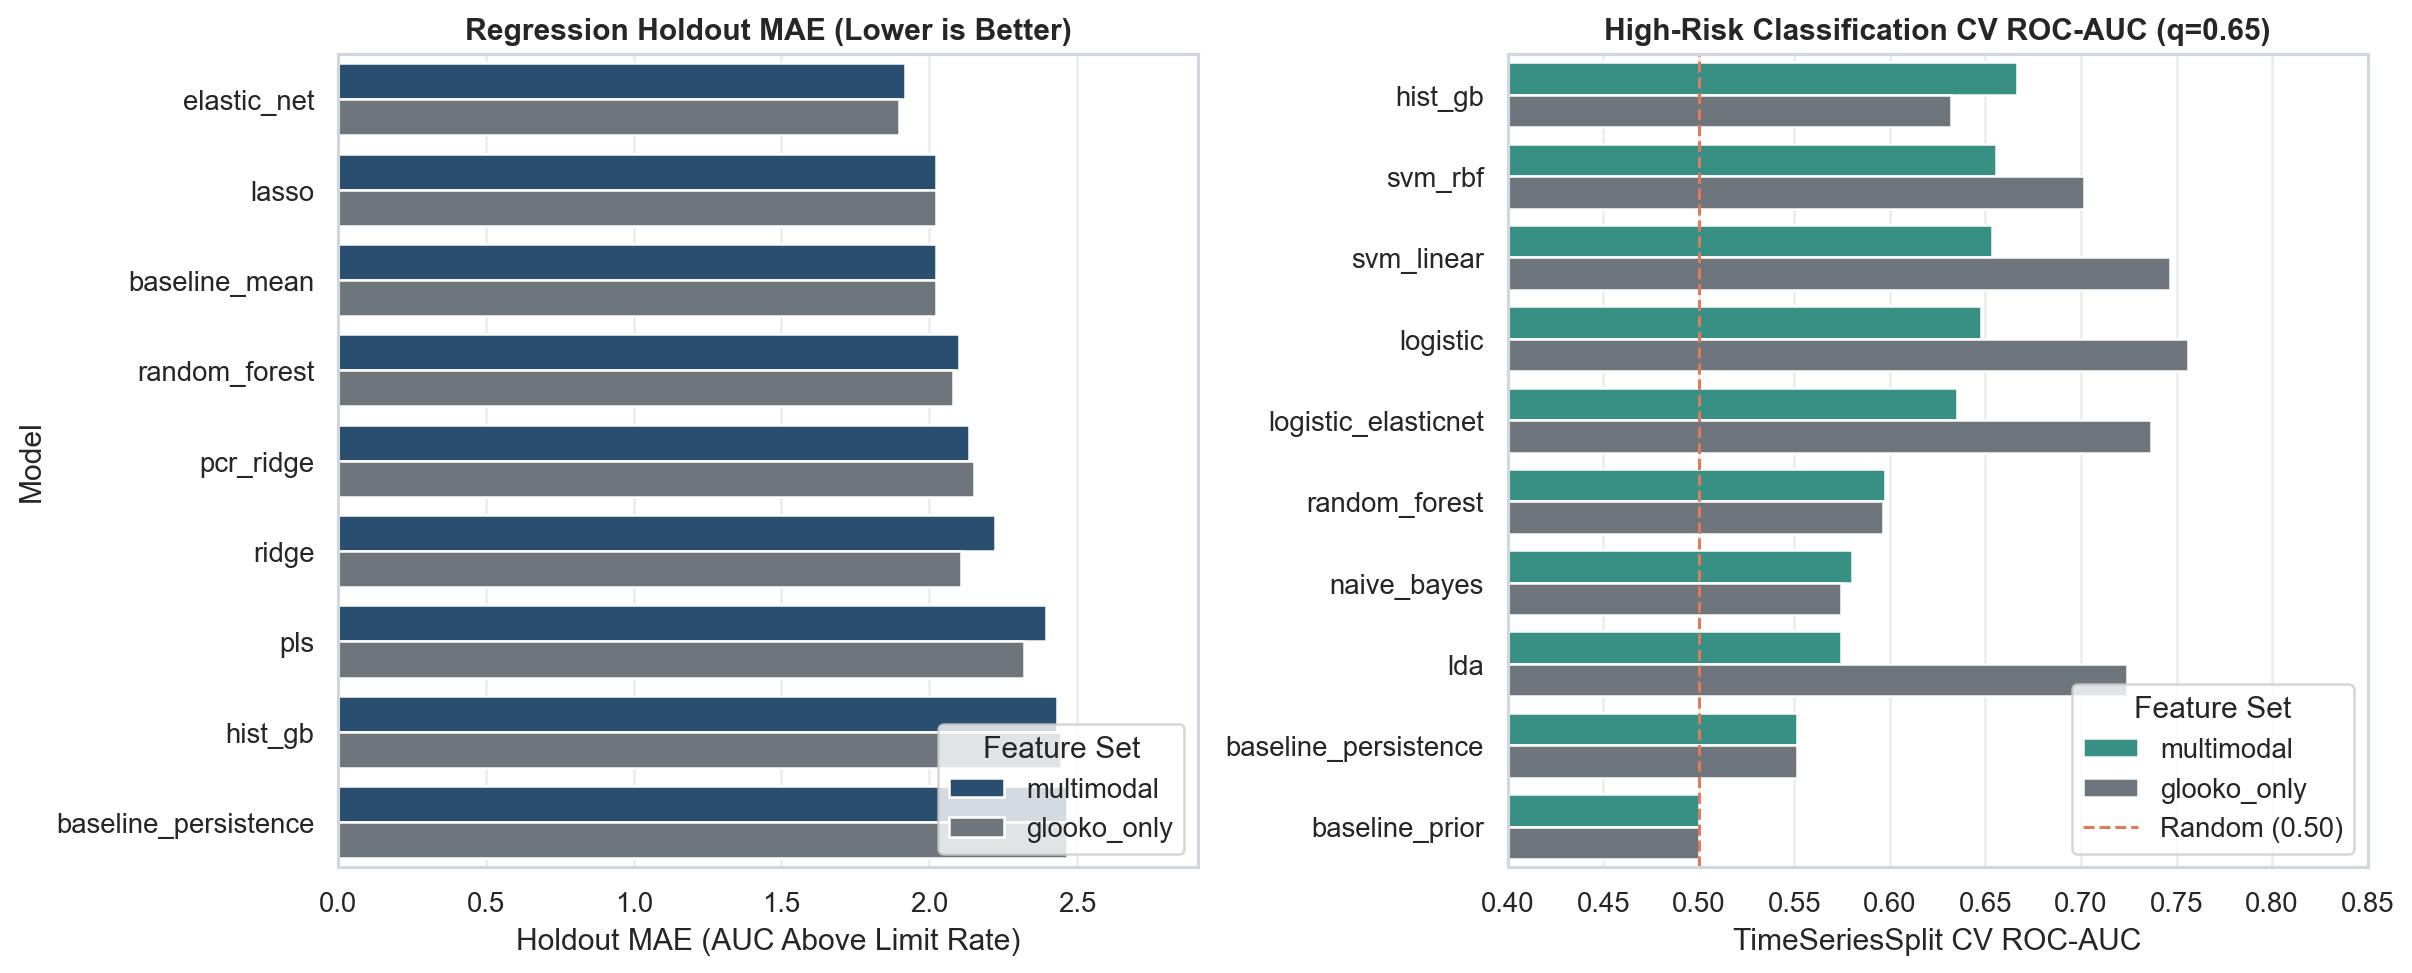 Regression Holdout MAE (Lower is Better)
Model
elastic_net
lasso
baseline_mean
random_forest
pcr_ridge
ridge
pls
hist_gb
baseline_persistence
Feature Set
multimodal
glooko_only
0.0 0.5 1.0 1.5 2.0 2.5
Holdout MAE (AUC Above Limit Rate)
High-Risk Classification CV ROC-AUC (q=0.65)
hist_gb
svm_rbf
svm_linear
logistic
logistic_elasticnet
random_forest
naive_bayes
lda
baseline_persistence
baseline_prior
Feature Set
multimodal
glooko_only
Random (0.50)
0.40 0.45 0.50 0.55 0.60 0.65 0.70 0.75 0.80 0.85
TimeSeriesSplit CV ROC-AUC